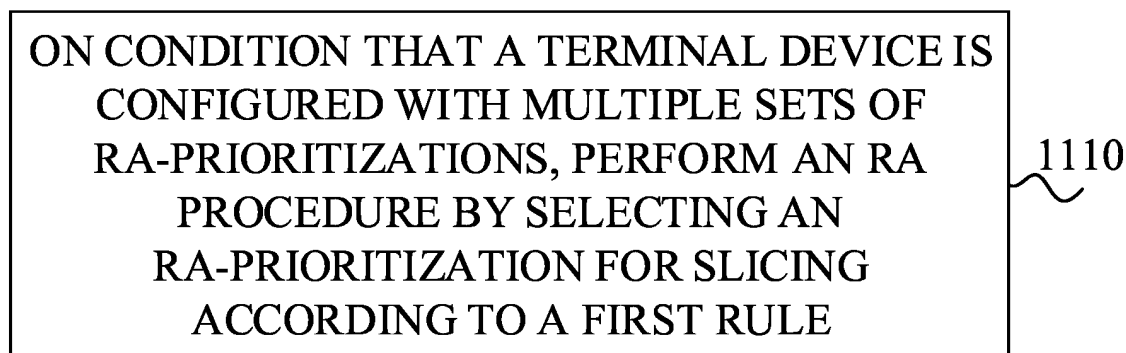 ON CONDITION THAT A TERMINAL DEVICE IS
CONFIGURED WITH MULTIPLE SETS OF
RA-PRIORITIZATIONS, PERFORM AN RA
PROCEDURE BY SELECTING AN
RA-PRIORITIZATION FOR SLICING
ACCORDING TO A FIRST RULE
1110